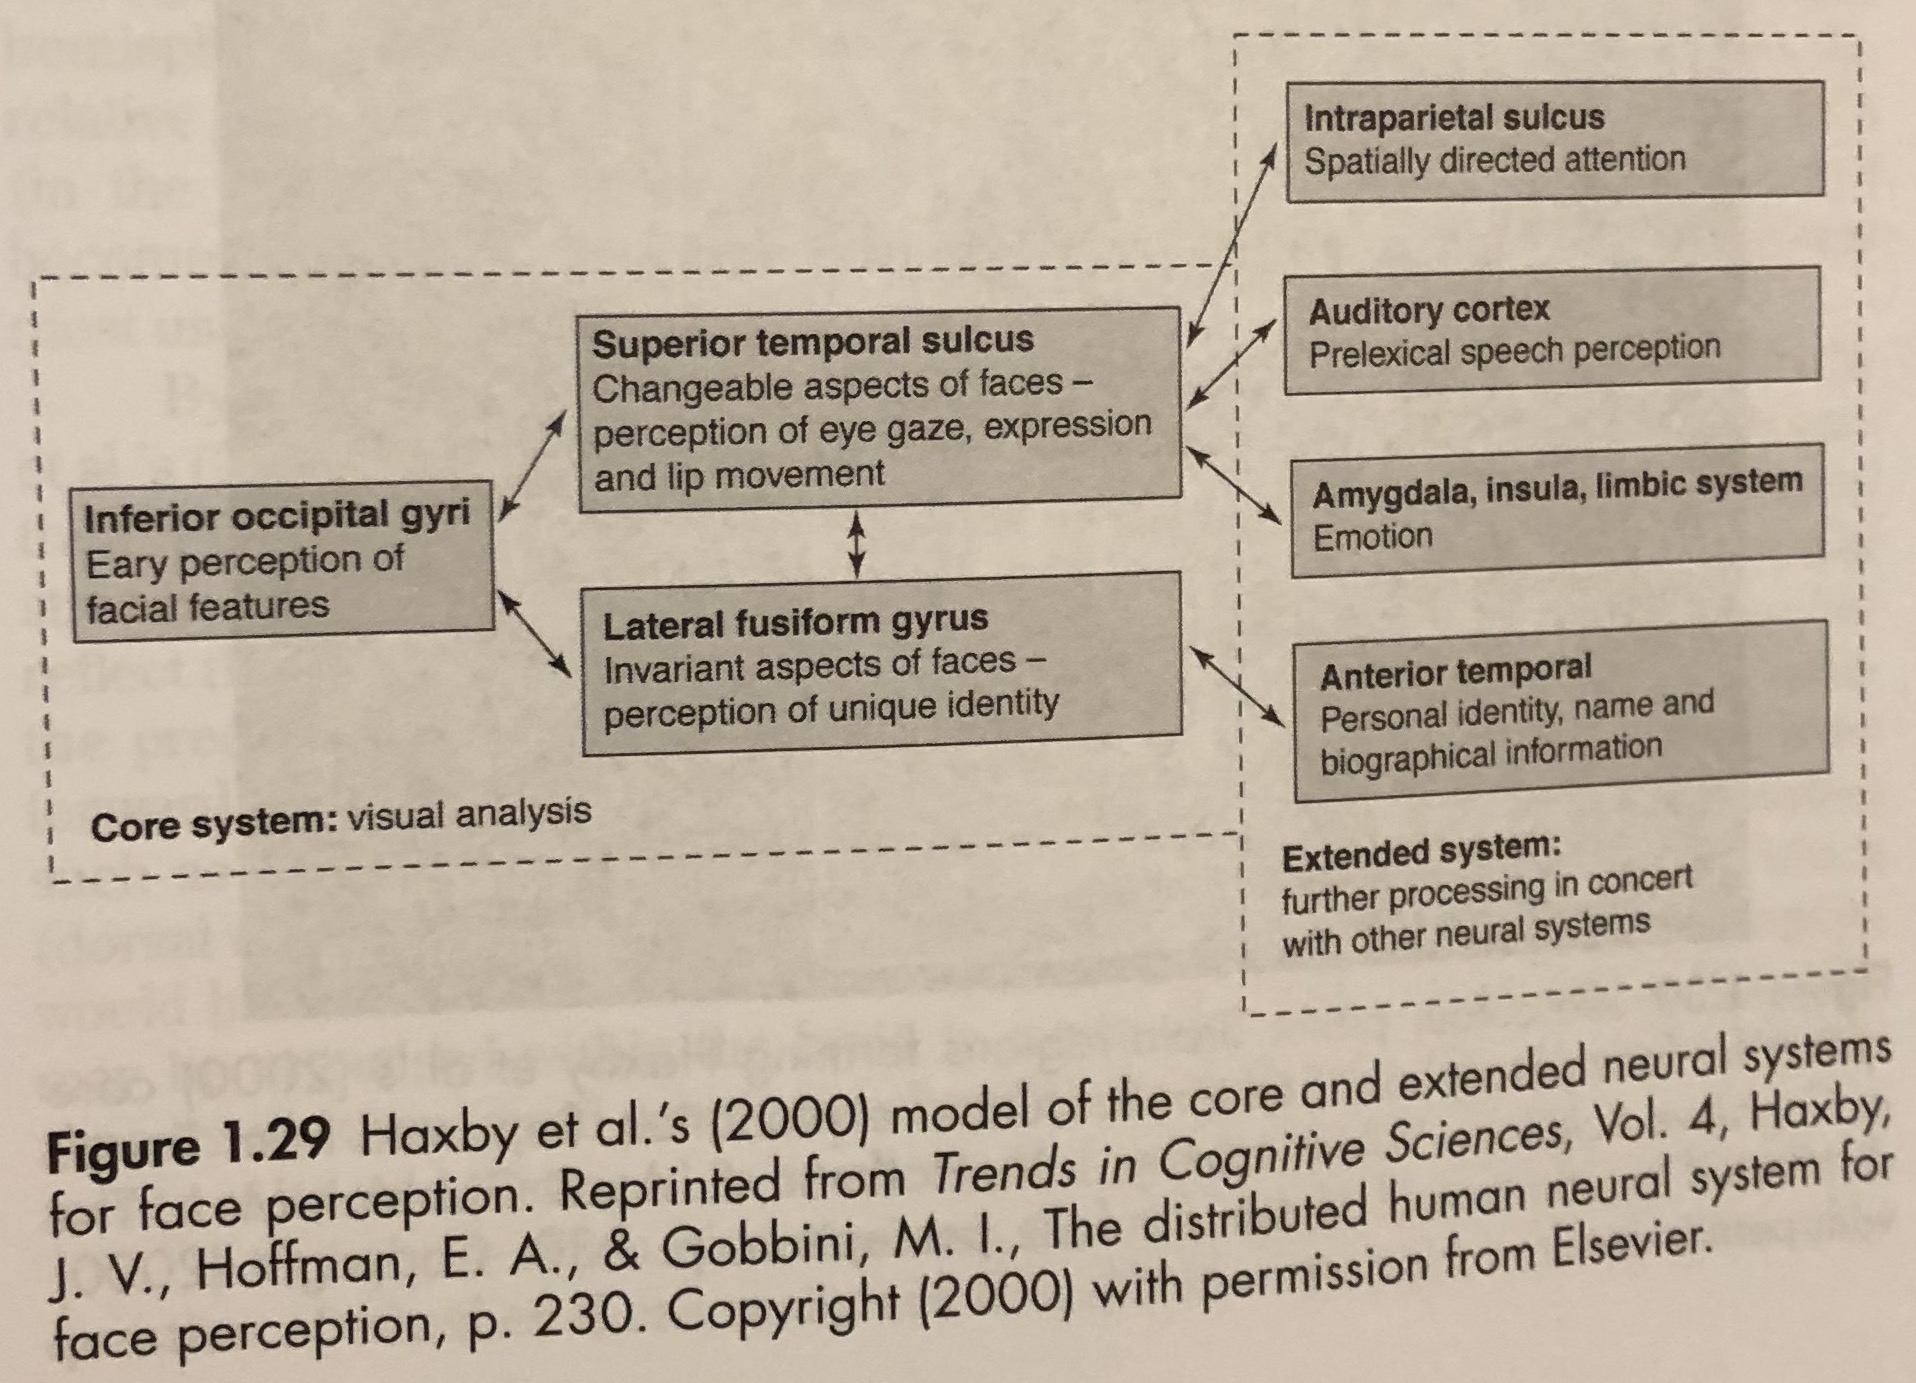 Intraparietal sulcus
Spatially directed attention
Auditory cortex
Prelexical speech perception
Superior temporal sulcus
Changeable aspects of faces –
perception of eye gaze, expression
and lip movement
Amygdala, insula, limbic system
Emotion
Inferior occipital gyri
Eary perception of
facial features
Lateral fusiform gyrus
Invariant aspects of faces –
perception of unique identity
Anterior temporal
Personal identity, name and
biographical information
Core system: visual analysis
Extended system:
further processing in concert
with other neural systems
Figure 1.29 Haxby et al.'s (2000) model of the core and extended neural systems
for face perception. Reprinted from Trends in Cognitive Sciences, Vol. 4, Haxby,
J. V., Hoffman, E. A., & Gobbini, M. I., The distributed human neural system for
face perception, p. 230. Copyright (2000) with permission from Elsevier.